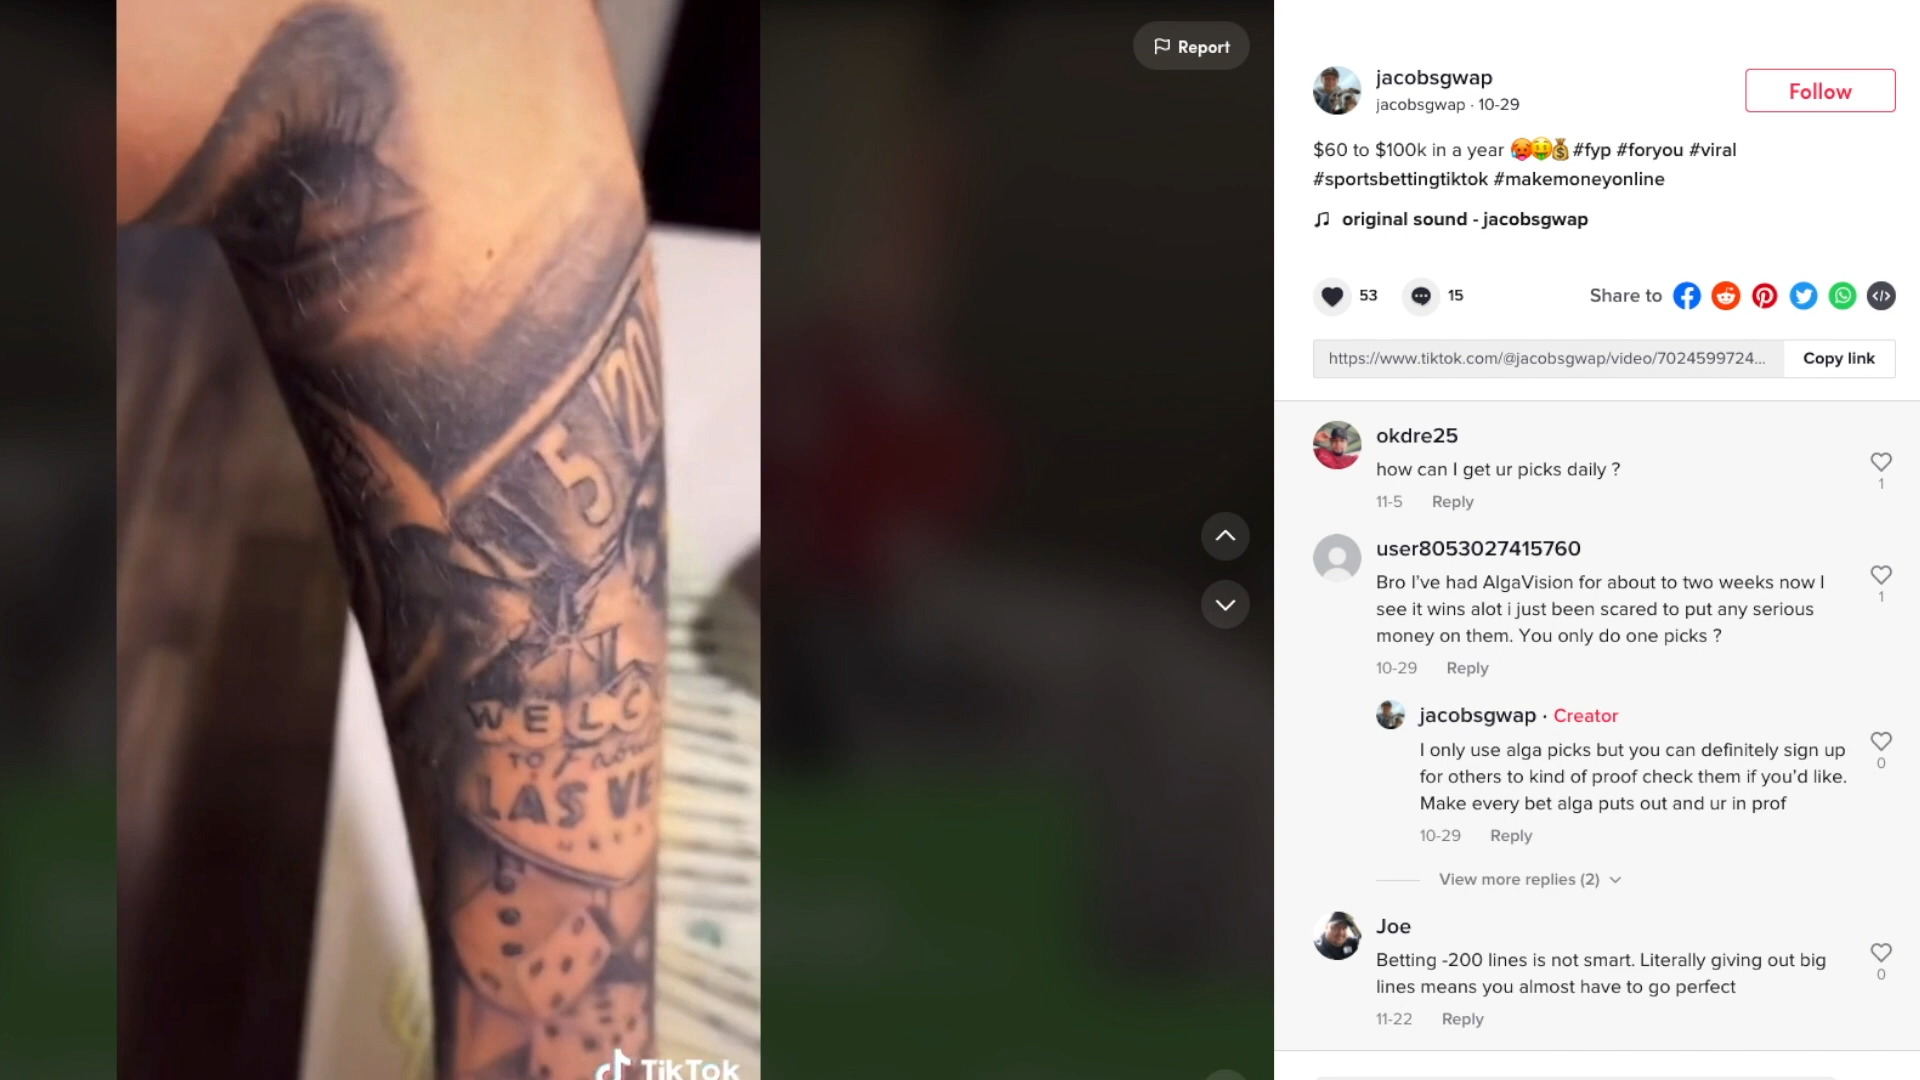 Report
5
WELC
TO
LAS VE
TikTok
jacobsgwap
jacobsgwap · 10-29
Follow
$60 to $100k in a year 🥵🤑💰 #fyp #foryou #viral
#sportsbettingtiktok #makemoneyonline
original sound - jacobsgwap
53
15
Share to
https://www.tiktok.com/@jacobsgwap/video/7024599724...
Copy link
okdre25
how can I get ur picks daily ?
11-5 Reply
1
user8053027415760
Bro I've had AlgaVision for about to two weeks now I
see it wins alot i just been scared to put any serious
money on them. You only do one picks ?
10-29 Reply
1
jacobsgwap · Creator
I only use alga picks but you can definitely sign up
for others to kind of proof check them if you'd like.
Make every bet alga puts out and ur in prof
10-29 Reply
0
View more replies (2)
Joe
Betting -200 lines is not smart. Literally giving out big
lines means you almost have to go perfect
11-22 Reply
0